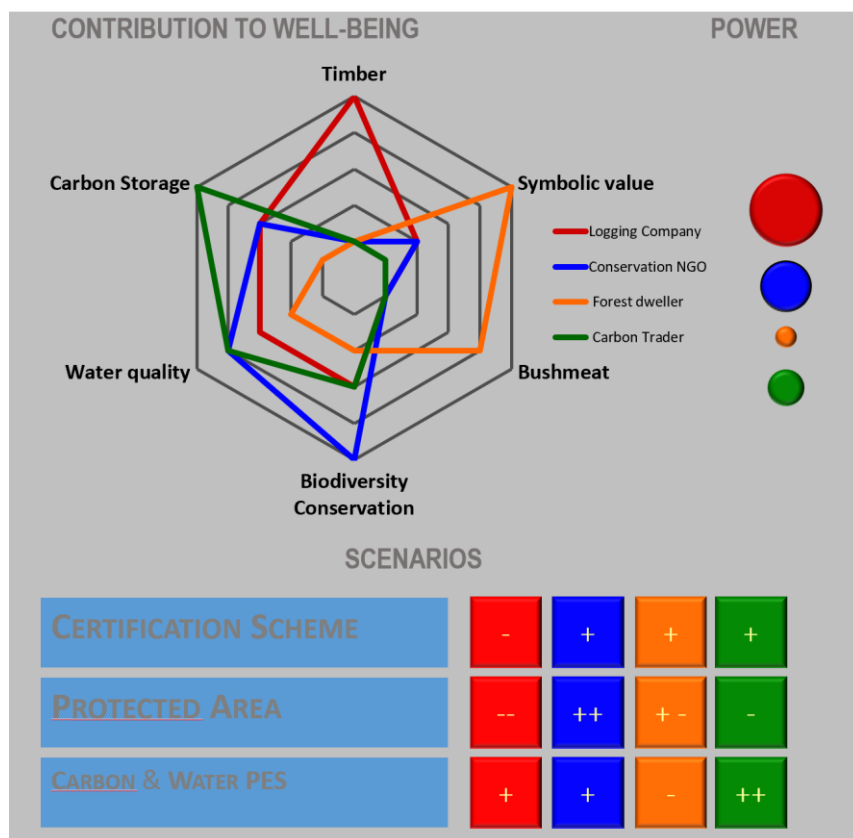 CONTRIBUTION TO WELL-BEING
POWER
Timber
Carbon Storage
Symbolic value
Logging Company
Conservation NGO
Forest dweller
Carbon Trader
Water quality
Bushmeat
Biodiversity
Conservation
SCENARIOS
CERTIFICATION SCHEME
- + + +
PROTECTED AREA
-- ++ + - -
CARBON & WATER PES
+ + - ++